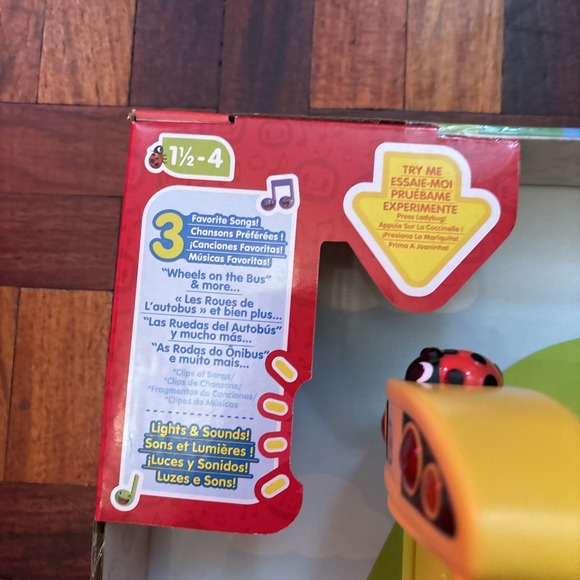 1½-4
3
Favorite Songs!
Chansons Préférées !
¡Canciones Favoritas!
Músicas Favoritas!
"Wheels on the Bus"
& more...
« Les Roues de
L'autobus » et bien plus...
"Las Ruedas del Autobús"
y mucho más...
"As Rodas do Ônibus"
e muito mais...
*Clips of Songs/
*Clips de Chansons/
*Fragmentos de Canciones/
*Clipes de Músicas
Lights & Sounds!
Sons et Lumières !
¡Luces y Sonidos!
Luzes e Sons!
TRY ME
ESSAIE-MOI
PRUÉBAME
EXPERIMENTE
Press Ladybug!
Appuie Sur La Coccinelle !
¡Presiona La Mariquita!
Prima A Joaninha!